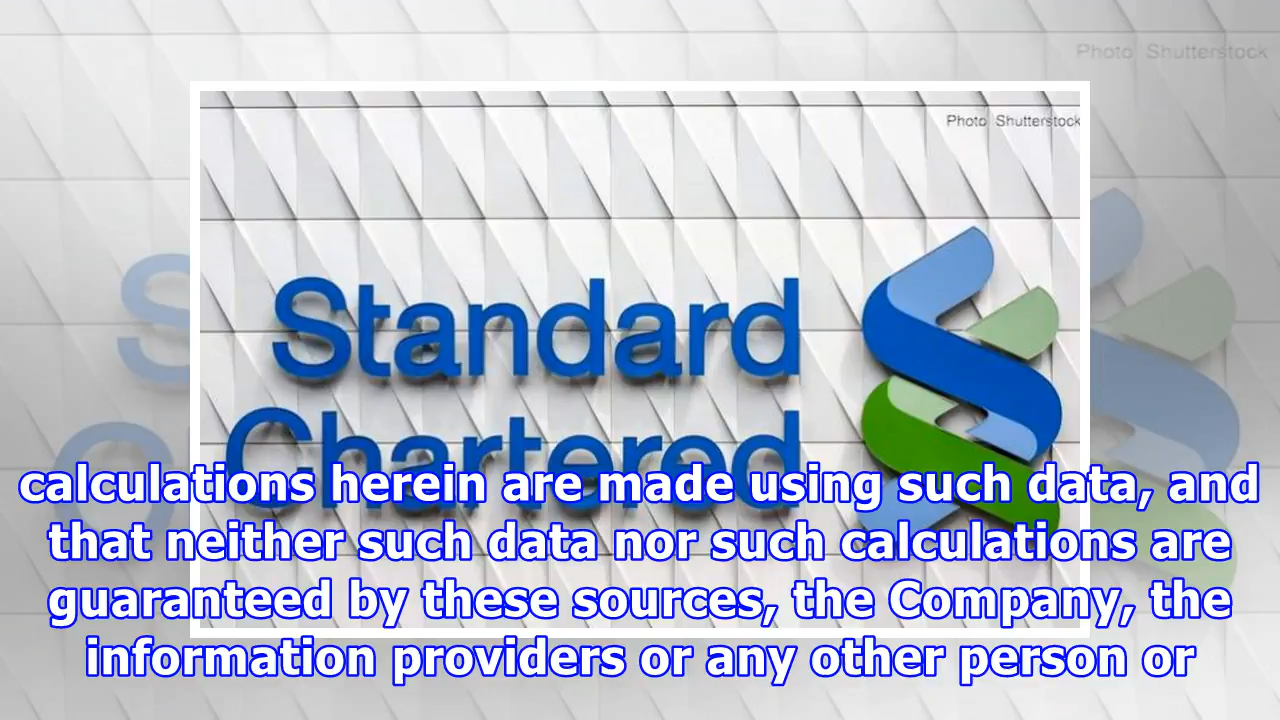 Photo Shutterstock
Photo Shutterstock
Standard
Chartered
calculations herein are made using such data, and
that neither such data nor such calculations are
guaranteed by these sources, the Company, the
information providers or any other person or